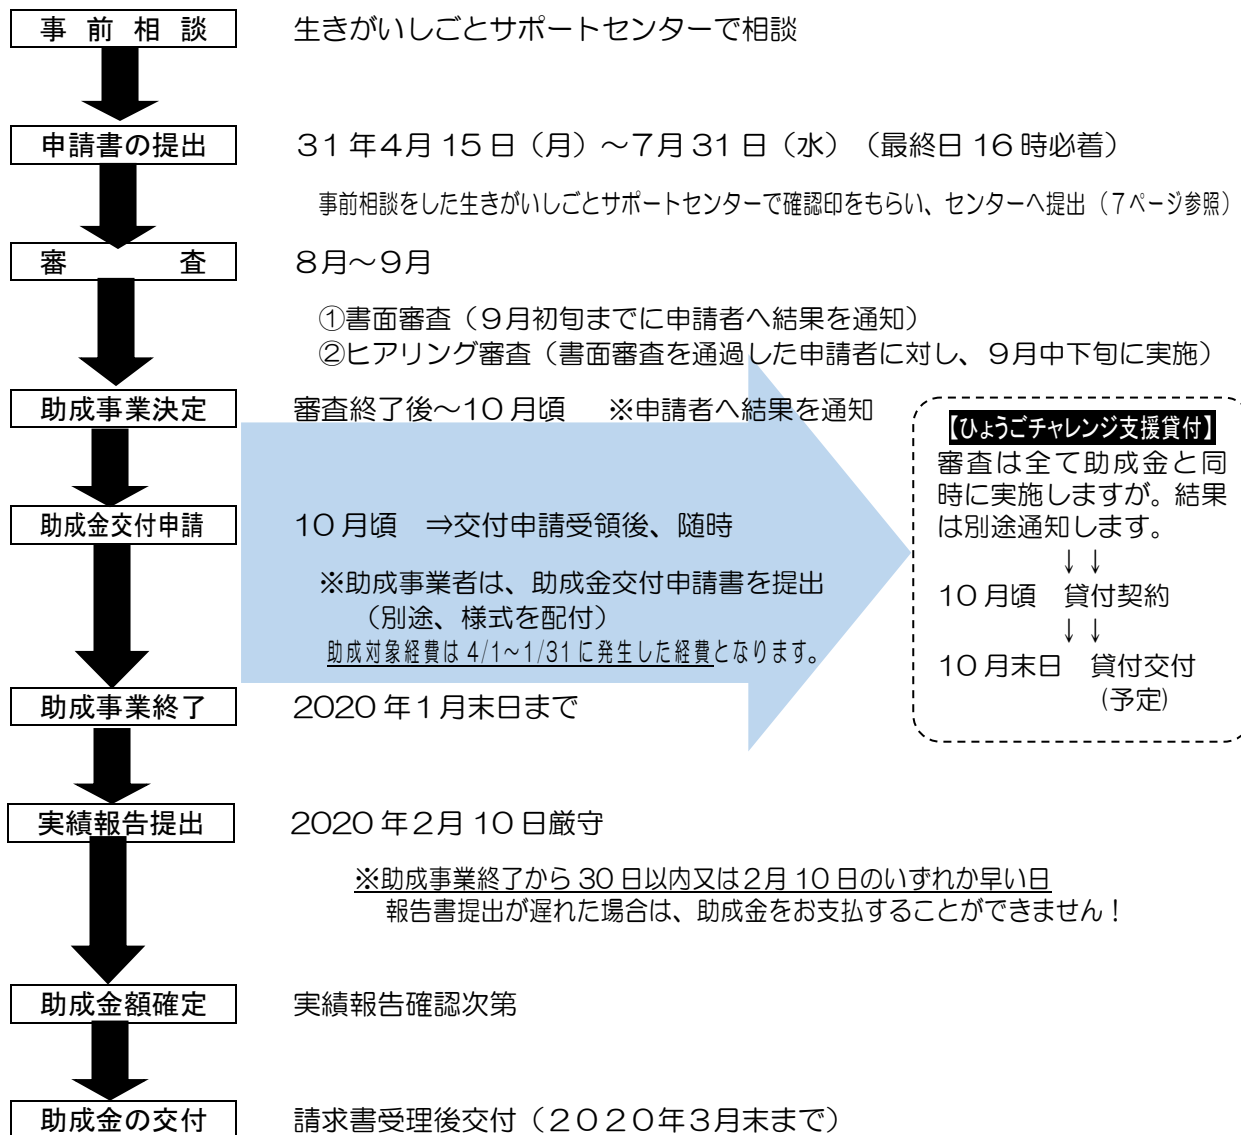 事前相談　生きがいしごとサポートセンターで相談
申請書の提出　31年4月15日（月）～7月31日（水）（最終日16時必着）
事前相談をした生きがいしごとサポートセンターで確認印をもらい、センターへ提出（7ページ参照）
審査　8月～9月
①書面審査（9月初旬までに申請者へ結果を通知）
②ヒアリング審査（書面審査を通過した申請者に対し、9月中下旬に実施）
助成事業決定　審査終了後～10月頃　※申請者へ結果を通知
助成金交付申請　10月頃　⇒交付申請受領後、随時
※助成事業者は、助成金交付申請書を提出
（別途、様式を配付）
助成対象経費は4/1～1/31に発生した経費となります。
【ひょうごチャレンジ支援貸付】
審査は全て助成金と同
時に実施しますが。結果
は別途通知します。
↓↓
10月頃　貸付契約
↓↓
10月末日　貸付交付
(予定)
助成事業終了　2020年1月末日まで
実績報告提出　2020年2月10日厳守
※助成事業終了から30日以内又は2月10日のいずれか早い日
報告書提出が遅れた場合は、助成金をお支払することができません！
助成金額確定　実績報告確認次第
助成金の交付　請求書受理後交付（２０２０年３月末まで）